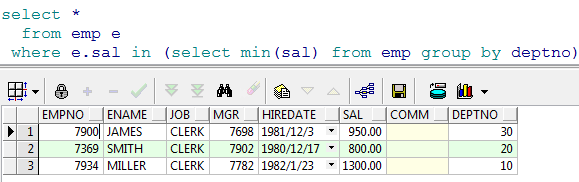 select *
from emp e
where e.sal in (select min(sal) from emp group by deptno)
EMPNO ENAME JOB MGR HIREDATE SAL COMM DEPTNO
1 7900 JAMES CLERK 7698 1981/12/3 950.00 30
2 7369 SMITH CLERK 7902 1980/12/17 800.00 20
3 7934 MILLER CLERK 7782 1982/1/23 1300.00 10